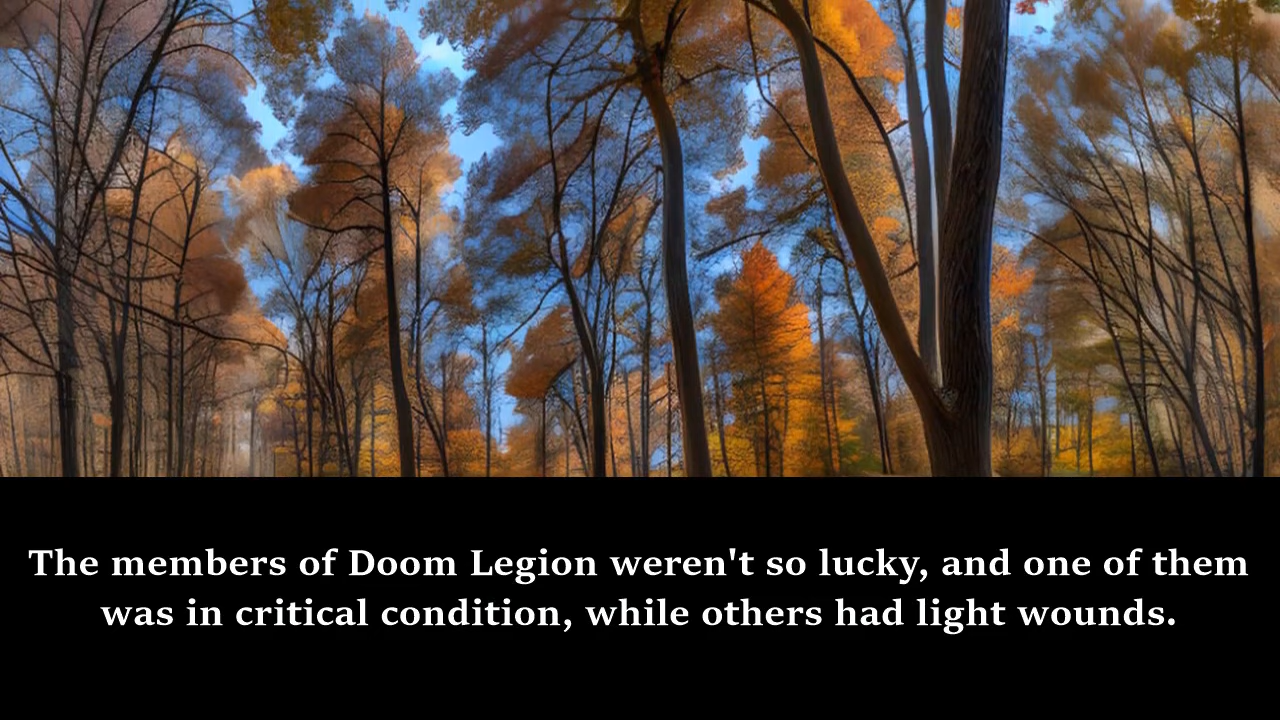 The members of Doom Legion weren't so lucky, and one of them
was in critical condition, while others had light wounds.